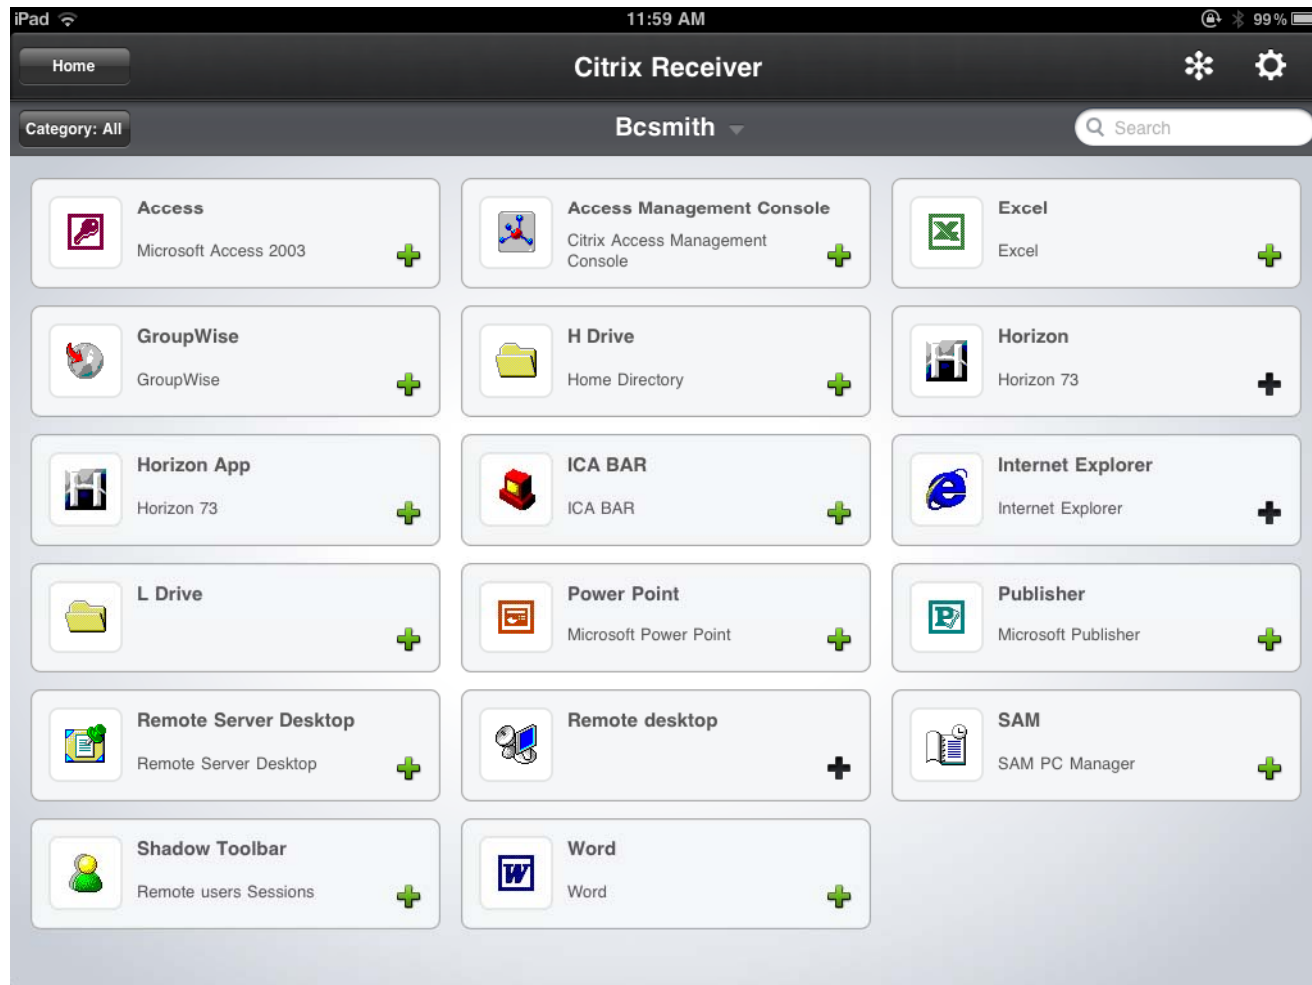 iPad 11:59 AM 99%
Home Citrix Receiver
Category: All Bcsmith Search
Access
Microsoft Access 2003
Access Management Console
Citrix Access Management
Console
Excel
Excel
GroupWise
GroupWise
H Drive
Home Directory
Horizon
Horizon 73
Horizon App
Horizon 73
ICA BAR
ICA BAR
Internet Explorer
Internet Explorer
L Drive
Power Point
Microsoft Power Point
Publisher
Microsoft Publisher
Remote Server Desktop
Remote Server Desktop
Remote desktop
SAM
SAM PC Manager
Shadow Toolbar
Remote users Sessions
Word
Word